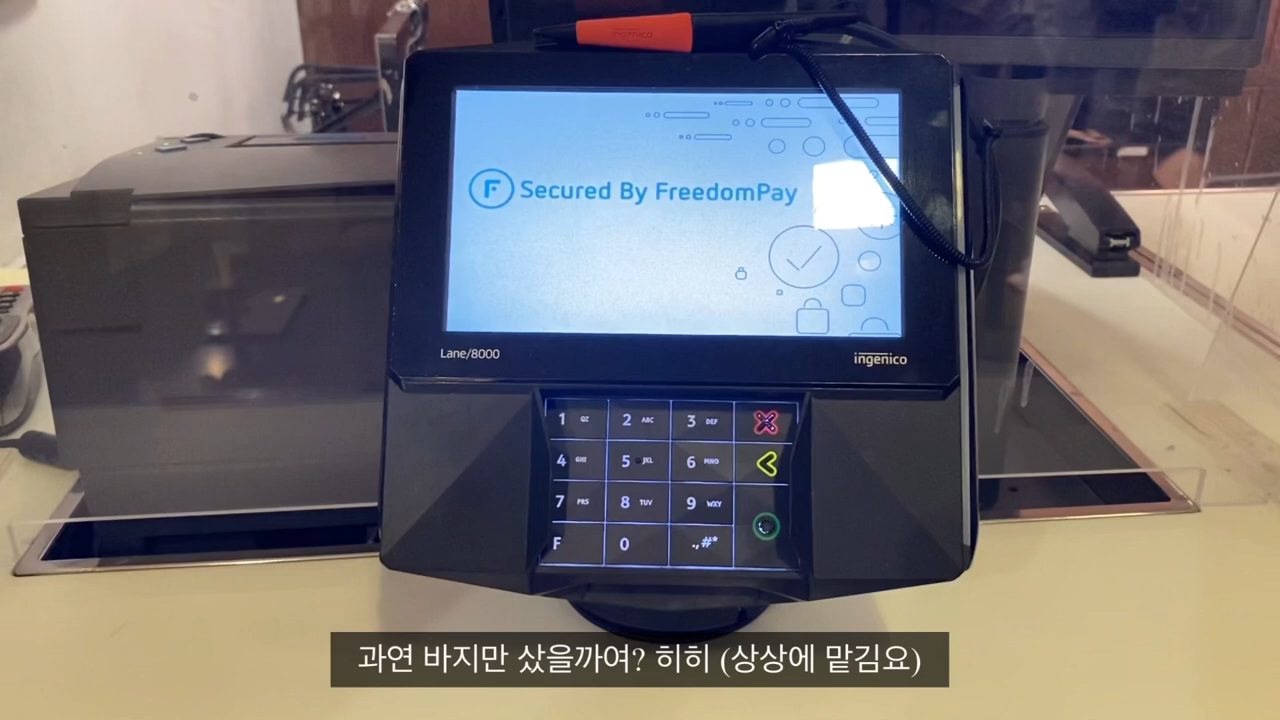 ingenico
F Secured By FreedomPay
Lane/8000
ingenico
1 QZ 2 ABC 3 DEF
4 GHI 5 JKL 6 MNO
7 PRS 8 TUV 9 WXY
F 0 .,#*
과연 바지만 샀을까여? 히히 (상상에 맡김요)